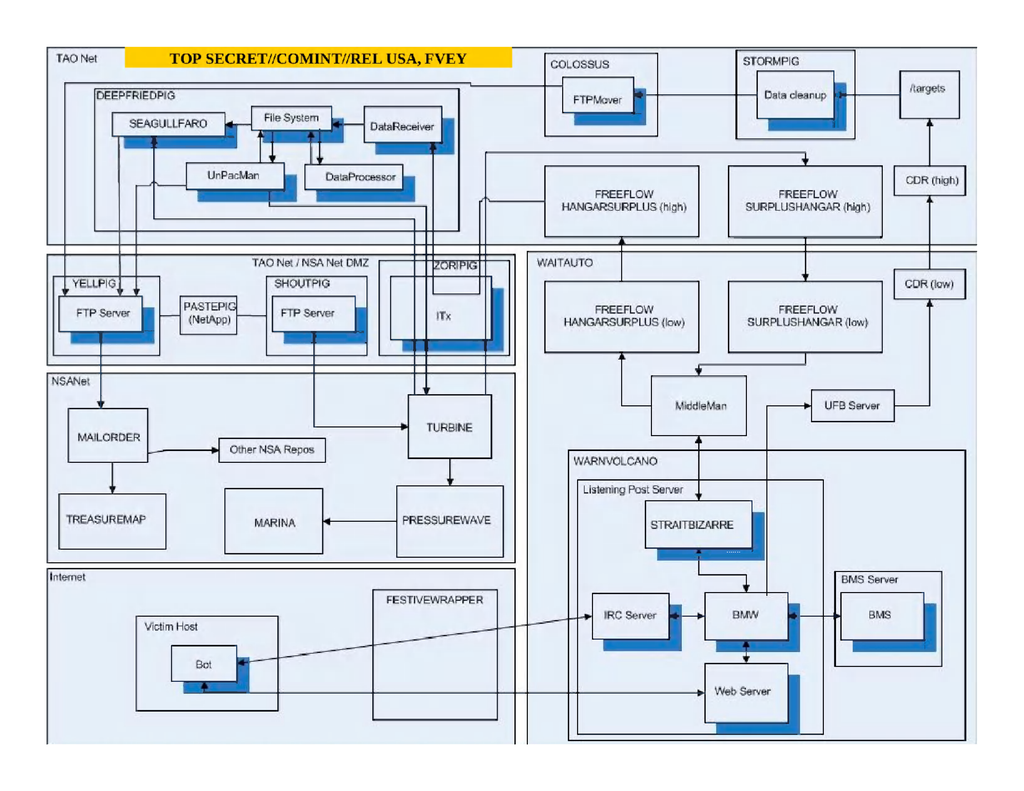 TAO Net
TOP SECRET//COMINT//REL USA, FVEY
COLOSSUS
FTPMover
STORMPIG
Data cleanup
/targets
DEEPFRIEDPIG
SEAGULLFARO
File System
DataReceiver
UnPacMan
DataProcessor
FREEFLOW
HANGARSURPLUS (high)
FREEFLOW
SURPLUSHANGAR (high)
CDR (high)
TAO Net / NSA Net DMZ
YELLPIG
FTP Server
PASTEPIG
(NetApp)
SHOUTPIG
FTP Server
ZORIPIG
ITx
WAITAUTO
FREEFLOW
HANGARSURPLUS (low)
FREEFLOW
SURPLUSHANGAR (low)
CDR (low)
MiddleMan
UFB Server
NSANet
MAILORDER
Other NSA Repos
TURBINE
TREASUREMAP
MARINA
PRESSUREWAVE
WARNVOLCANO
Listening Post Server
STRAITBIZARRE
IRC Server
BMW
BMS Server
BMS
Web Server
Internet
FESTIVEWRAPPER
Victim Host
Bot